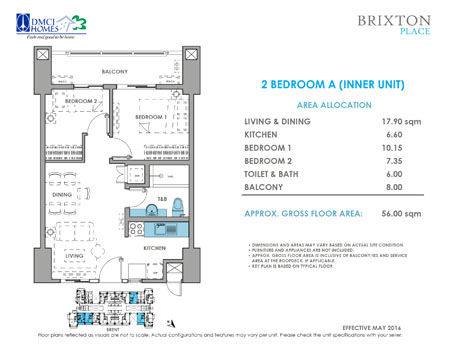 DMCI HOMES
BRIXTON
PLACE
BALCONY
BEDROOM 2
BEDROOM 1
DINING
T&B
LIVING
KITCHEN
BRENT
2 BEDROOM A (INNER UNIT)
AREA ALLOCATION
LIVING & DINING 17.90 sqm
KITCHEN 6.60
BEDROOM 1 10.15
BEDROOM 2 7.35
TOILET & BATH 6.00
BALCONY 8.00
APPROX. GROSS FLOOR AREA: 56.00 sqm
• DIMENSIONS AND AREAS MAY VARY BASED ON ACTUAL SITE CONDITION.
• FURNITURE AND APPLIANCES ARE NOT INCLUDED.
• APPROX. GROSS FLOOR AREA IS INCLUSIVE OF BALCONY/IES AND SERVICE
AREA AT THE ROOFDECK, IF APPLICABLE.
• KEY PLAN IS BASED ON TYPICAL FLOOR.
EFFECTIVE MAY 2016
Floor plans reflected as visuals are not to scale. Actual configurations and features may vary per unit. Please check the unit specifications with your seller.